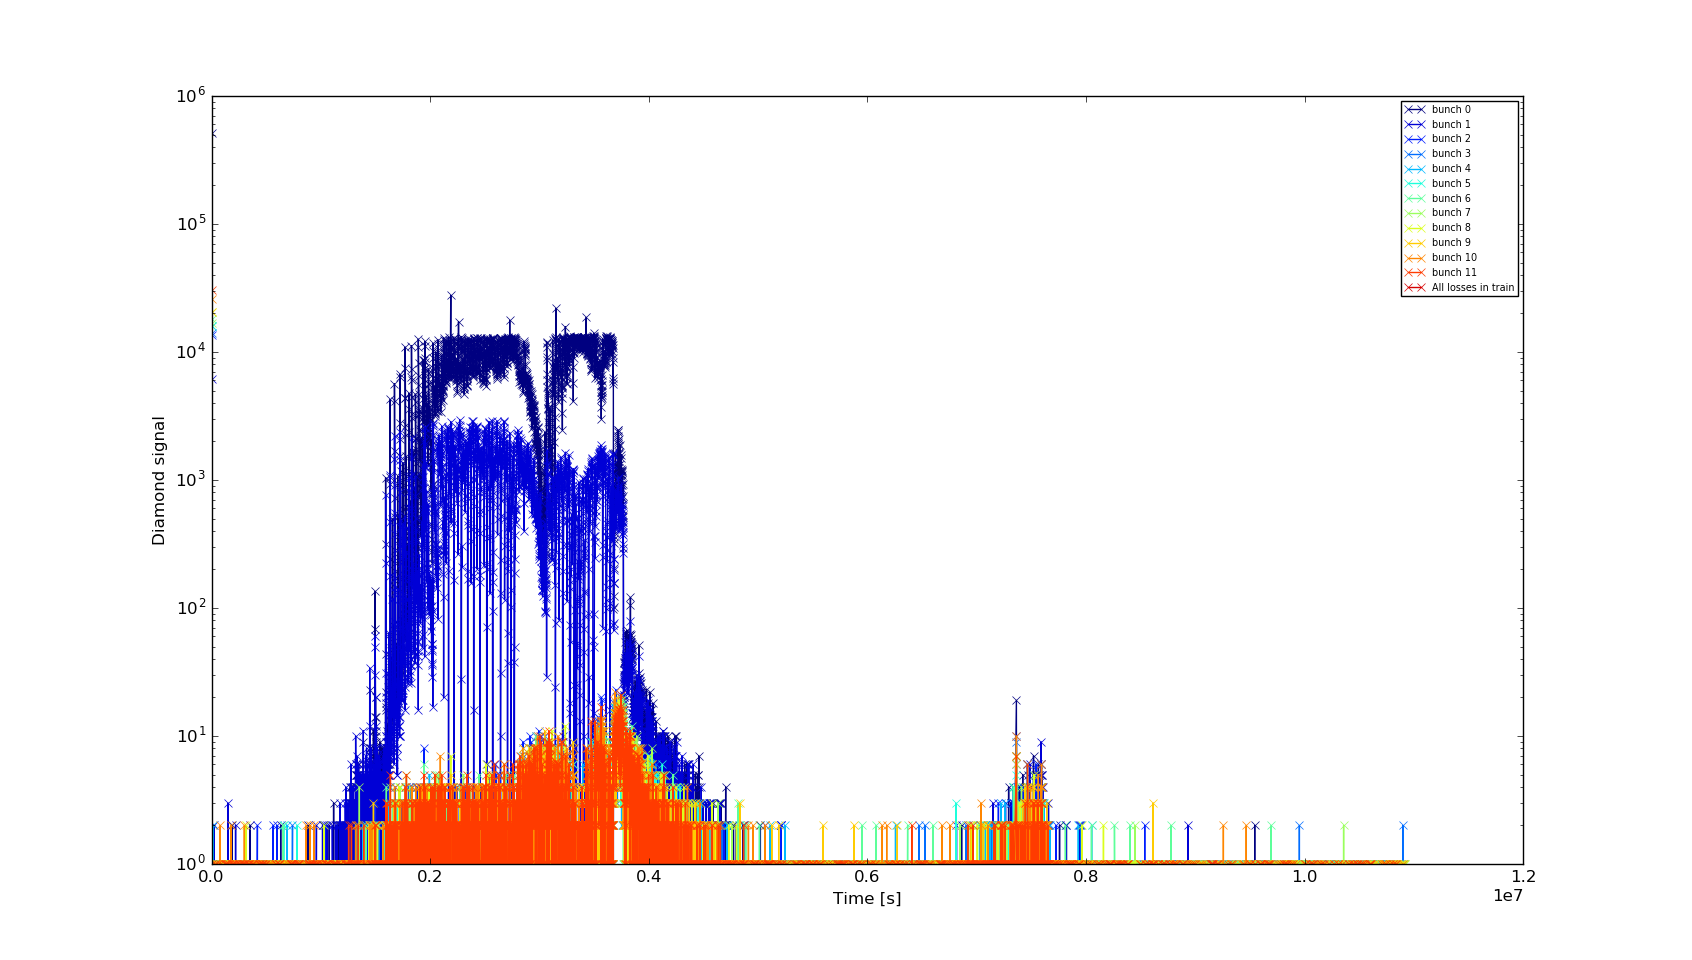 10^6
10^5
10^4
10^3
10^2
10^1
10^0
Diamond signal
0.0 0.2 0.4 0.6 0.8 1.0 1.2
1e7
Time [s]
bunch 0
bunch 1
bunch 2
bunch 3
bunch 4
bunch 5
bunch 6
bunch 7
bunch 8
bunch 9
bunch 10
bunch 11
All losses in train